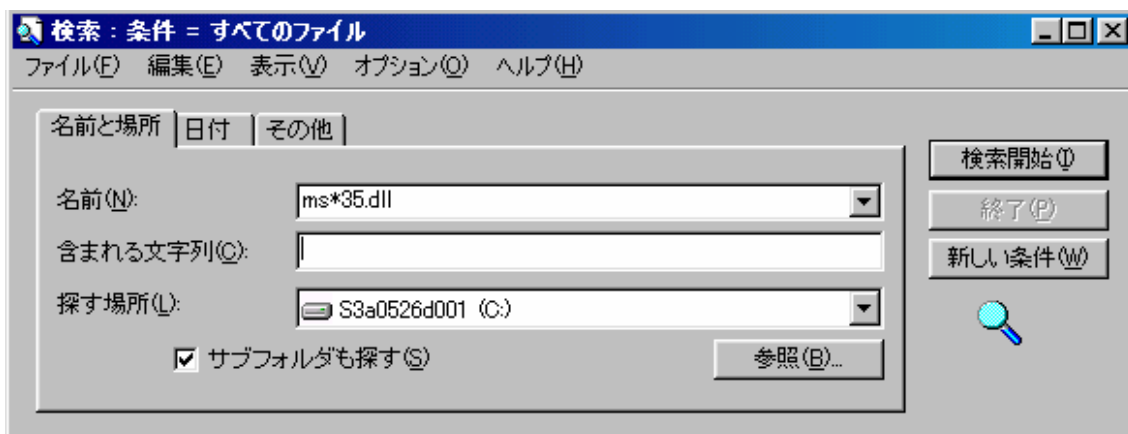 検索 : 条件 = すべてのファイル
ファイル(F) 編集(E) 表示(V) オプション(O) ヘルプ(H)
名前と場所 日付 その他
名前(N): ms*35.dll
含まれる文字列(C):
探す場所(L): S3a0526d001 (C:)
サブフォルダも探す(S) 参照(B)...
検索開始(I)
終了(P)
新しい条件(W)